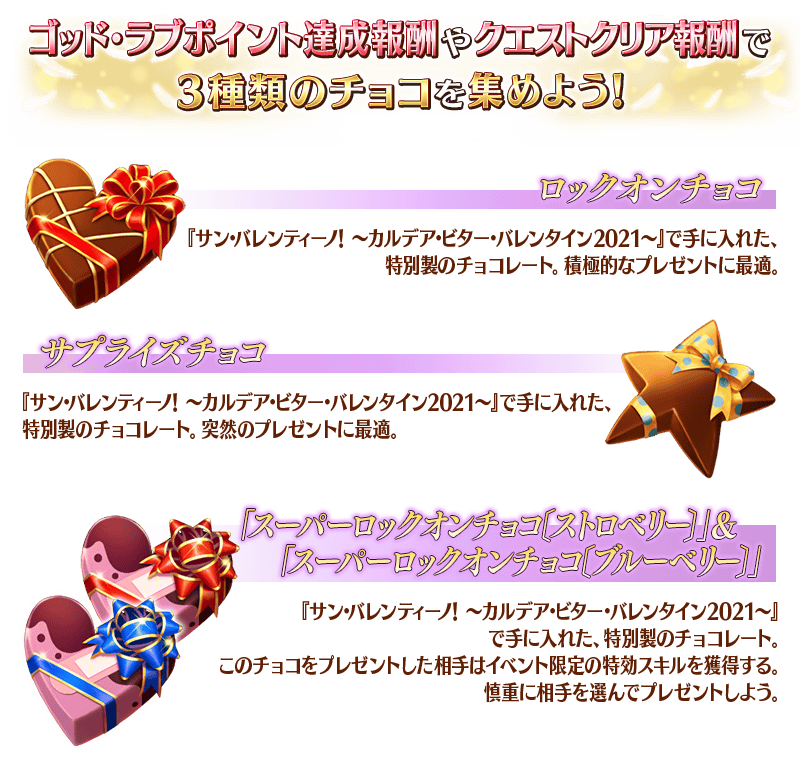 ゴッド・ラブポイント達成報酬やクエストクリア報酬で
3種類のチョコを集めよう!
ロックオンチョコ
『サン・バレンティーノ! ～カルデア・ビター・バレンタイン2021～』で手に入れた、
特別製のチョコレート。積極的なプレゼントに最適。
サプライズチョコ
『サン・バレンティーノ! ～カルデア・ビター・バレンタイン2021～』で手に入れた、
特別製のチョコレート。突然のプレゼントに最適。
「スーパーロックオンチョコ〔ストロベリー〕」&
「スーパーロックオンチョコ〔ブルーベリー〕」
『サン・バレンティーノ! ～カルデア・ビター・バレンタイン2021～』
で手に入れた、特別製のチョコレート。
このチョコをプレゼントした相手はイベント限定の特効スキルを獲得する。
慎重に相手を選んでプレゼントしよう。